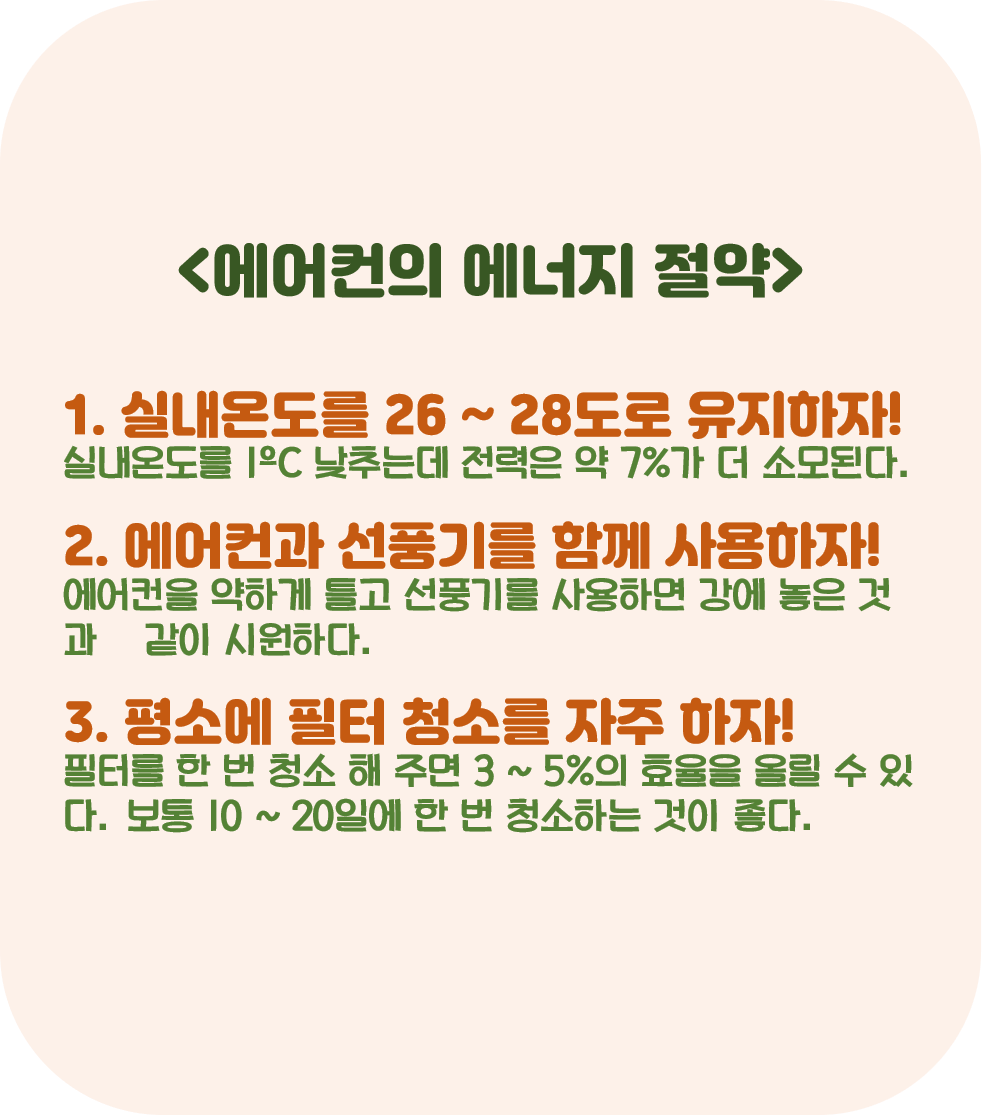 <에어컨의 에너지 절약>
1. 실내온도를 26 ~ 28도로 유지하자!
실내온도를 1ºC 낮추는데 전력은 약 7%가 더 소모된다.
2. 에어컨과 선풍기를 함께 사용하자!
에어컨을 약하게 틀고 선풍기를 사용하면 강에 놓은 것
과 같이 시원하다.
3. 평소에 필터 청소를 자주 하자!
필터를 한 번 청소 해 주면 3 ~ 5%의 효율을 올릴 수 있
다. 보통 10 ~ 20일에 한 번 청소하는 것이 좋다.